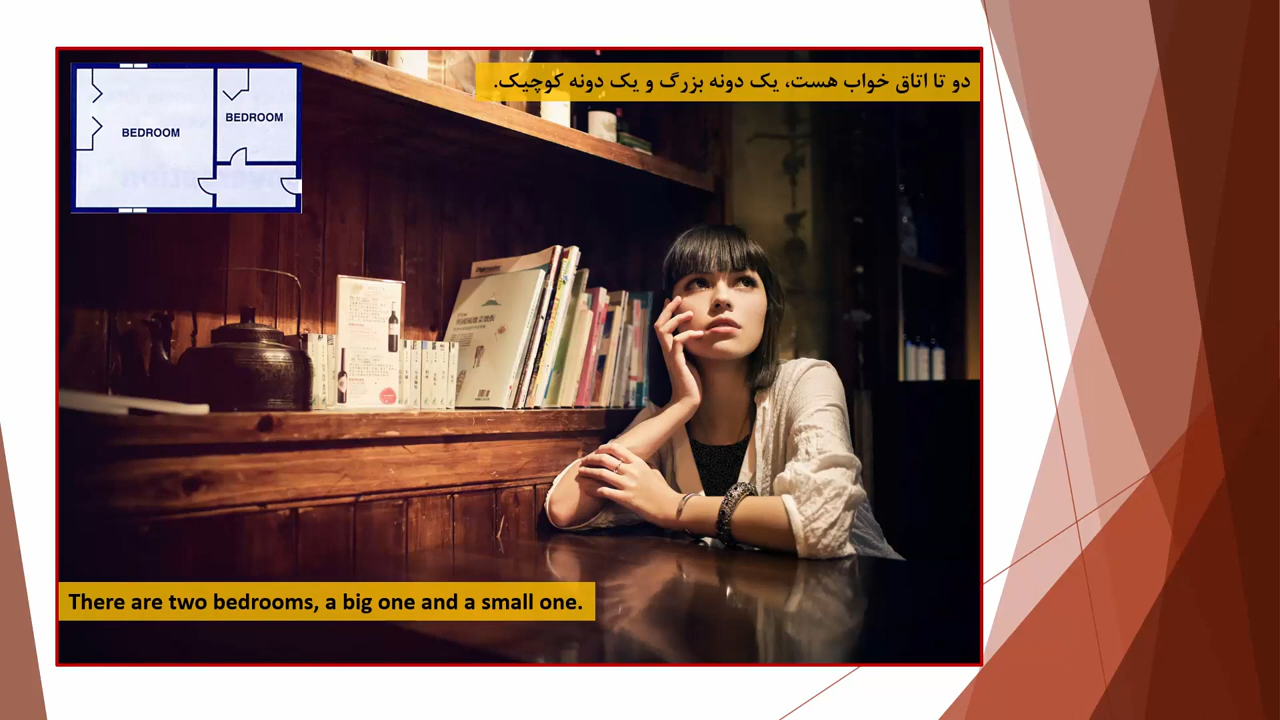 دو تا اتاق خواب هست، یک دونه بزرگ و یک دونه کوچیک.
BEDROOM
BEDROOM
There are two bedrooms, a big one and a small one.